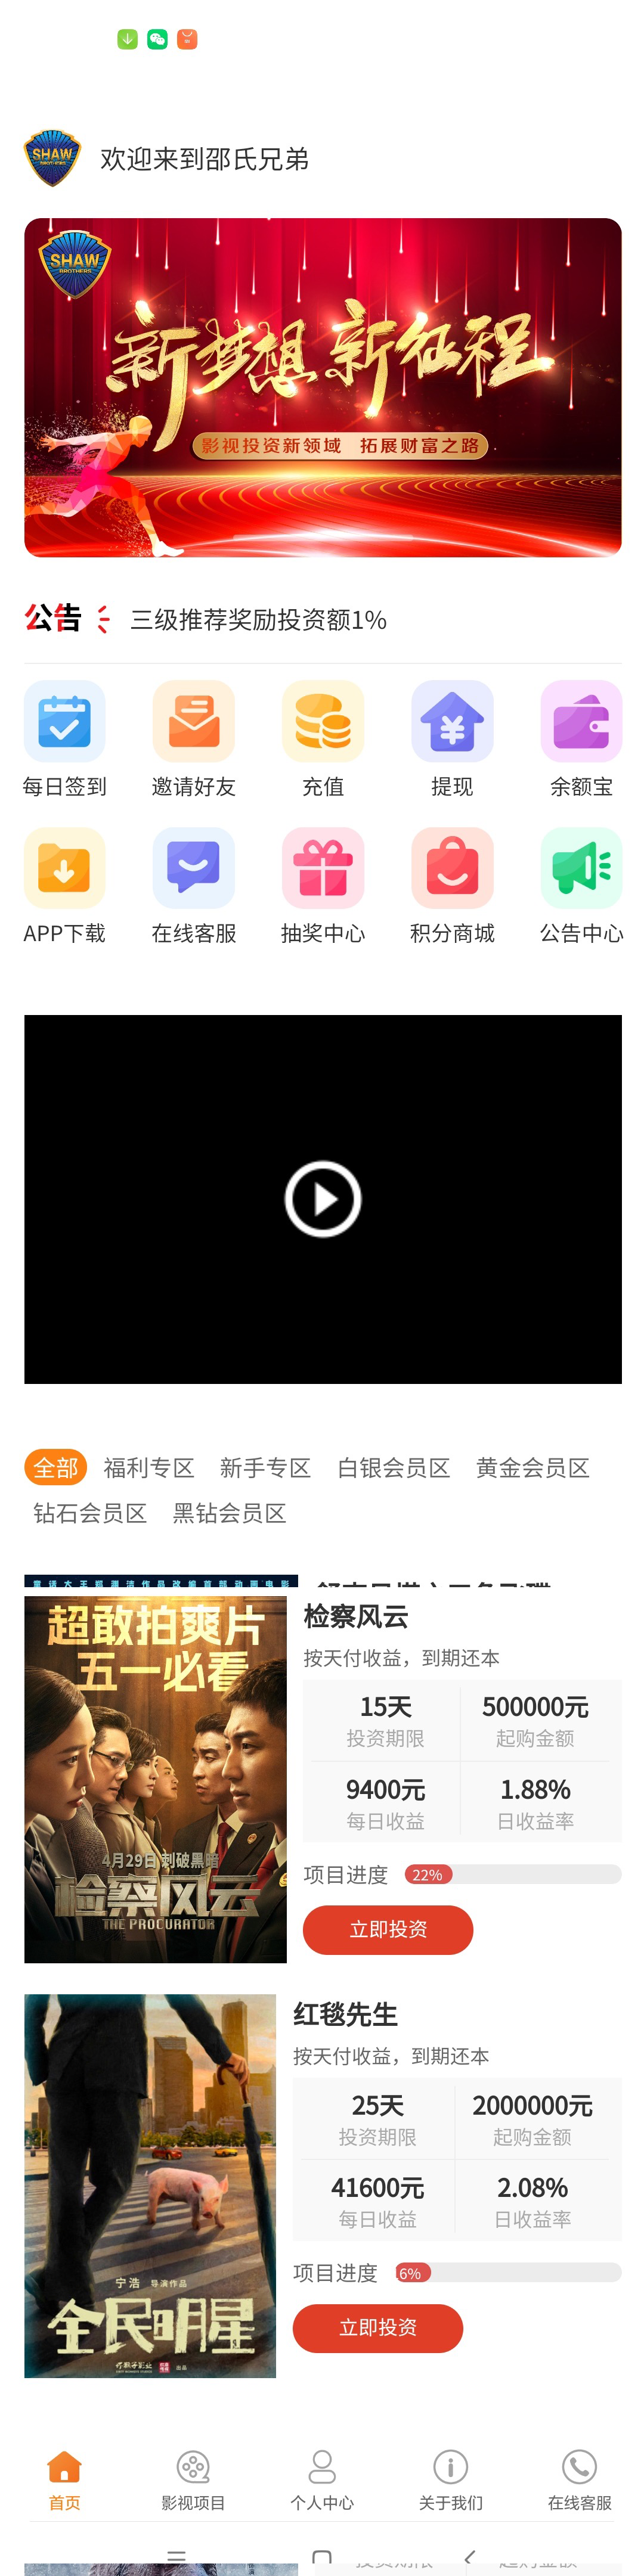 SHAW
BROTHERS
欢迎来到邵氏兄弟
SHAW
BROTHERS
新梦想 新征程
影视投资新领域 拓展财富之路
公告
三级推荐奖励投资额1%
每日签到 邀请好友 充值 提现 余额宝
APP下载 在线客服 抽奖中心 积分商城 公告中心
全部 福利专区 新手专区 白银会员区 黄金会员区
钻石会员区 黑钻会员区
超敢拍爽片
五一必看
4月29日 刺破黑暗
检察风云
THE PROCURATOR
检察风云
按天付收益，到期还本
15天 500000元
投资期限 起购金额
9400元 1.88%
每日收益 日收益率
项目进度 22%
立即投资
宁浩 导演作品
全民明星
红毯先生
按天付收益，到期还本
25天 2000000元
投资期限 起购金额
41600元 2.08%
每日收益 日收益率
项目进度 6%
立即投资
首页 影视项目 个人中心 关于我们 在线客服